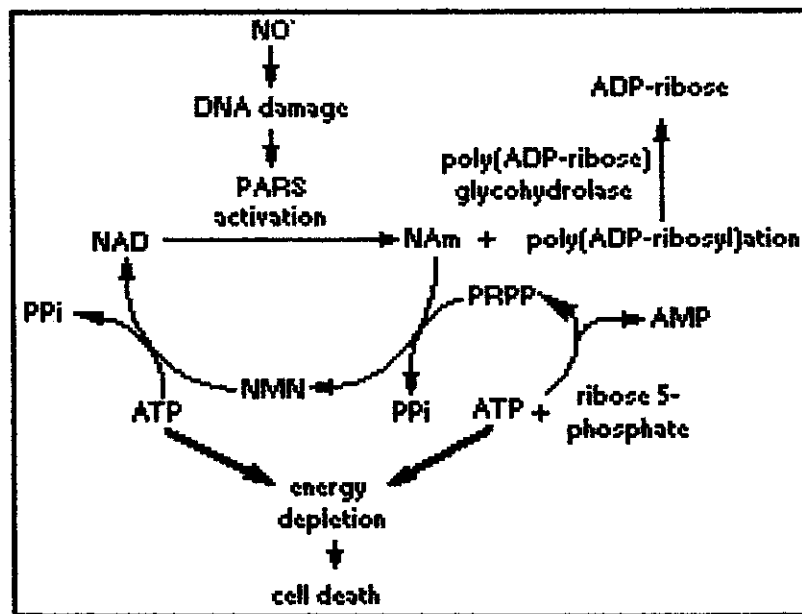 NO·
DNA damage
ADP-ribose
PARS
activation
poly(ADP-ribose)
glycohydrolase
NAD
NAm + poly(ADP-ribosyl)ation
PPi
PRPP
AMP
NMN
ATP
PPi
ATP +
ribose 5-
phosphate
energy
depletion
cell death